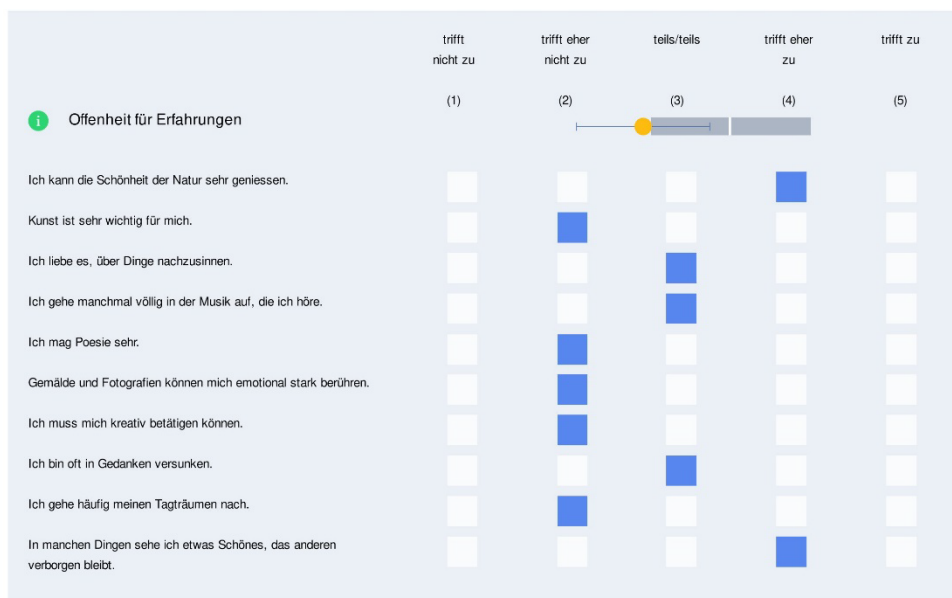 trifft
nicht zu
trifft eher
nicht zu
teils/teils
trifft eher
zu
trifft zu
(1)
(2)
(3)
(4)
(5)
i
Offenheit für Erfahrungen
Ich kann die Schönheit der Natur sehr geniessen.
Kunst ist sehr wichtig für mich.
Ich liebe es, über Dinge nachzusinnen.
Ich gehe manchmal völlig in der Musik auf, die ich höre.
Ich mag Poesie sehr.
Gemälde und Fotografien können mich emotional stark berühren.
Ich muss mich kreativ betätigen können.
Ich bin oft in Gedanken versunken.
Ich gehe häufig meinen Tagträumen nach.
In manchen Dingen sehe ich etwas Schönes, das anderen
verborgen bleibt.